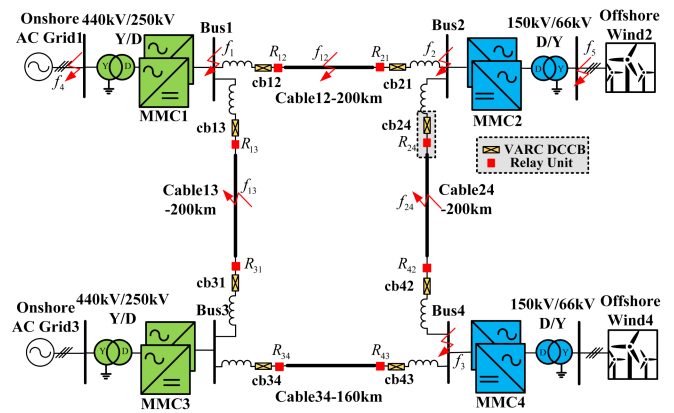 Onshore
AC Grid1
440kV/250kV
Y/D
Bus1
Bus2
150kV/66kV
D/Y
Offshore
Wind2
f4
Y
D
MMC1
f1
R12
cb12
f12
Cable12-200km
R21
cb21
f2
MMC2
D
Y
f5
cb13
R13
cb24
R24
VARC DCCB
Relay Unit
Cable13
-200km
f13
f24
Cable24
-200km
R31
cb31
R42
cb42
Onshore
AC Grid3
440kV/250kV
Y/D
Bus3
Bus4
150kV/66kV
D/Y
Offshore
Wind4
Y
D
MMC3
R34
cb34
Cable34-160km
R43
cb43
f3
MMC4
D
Y